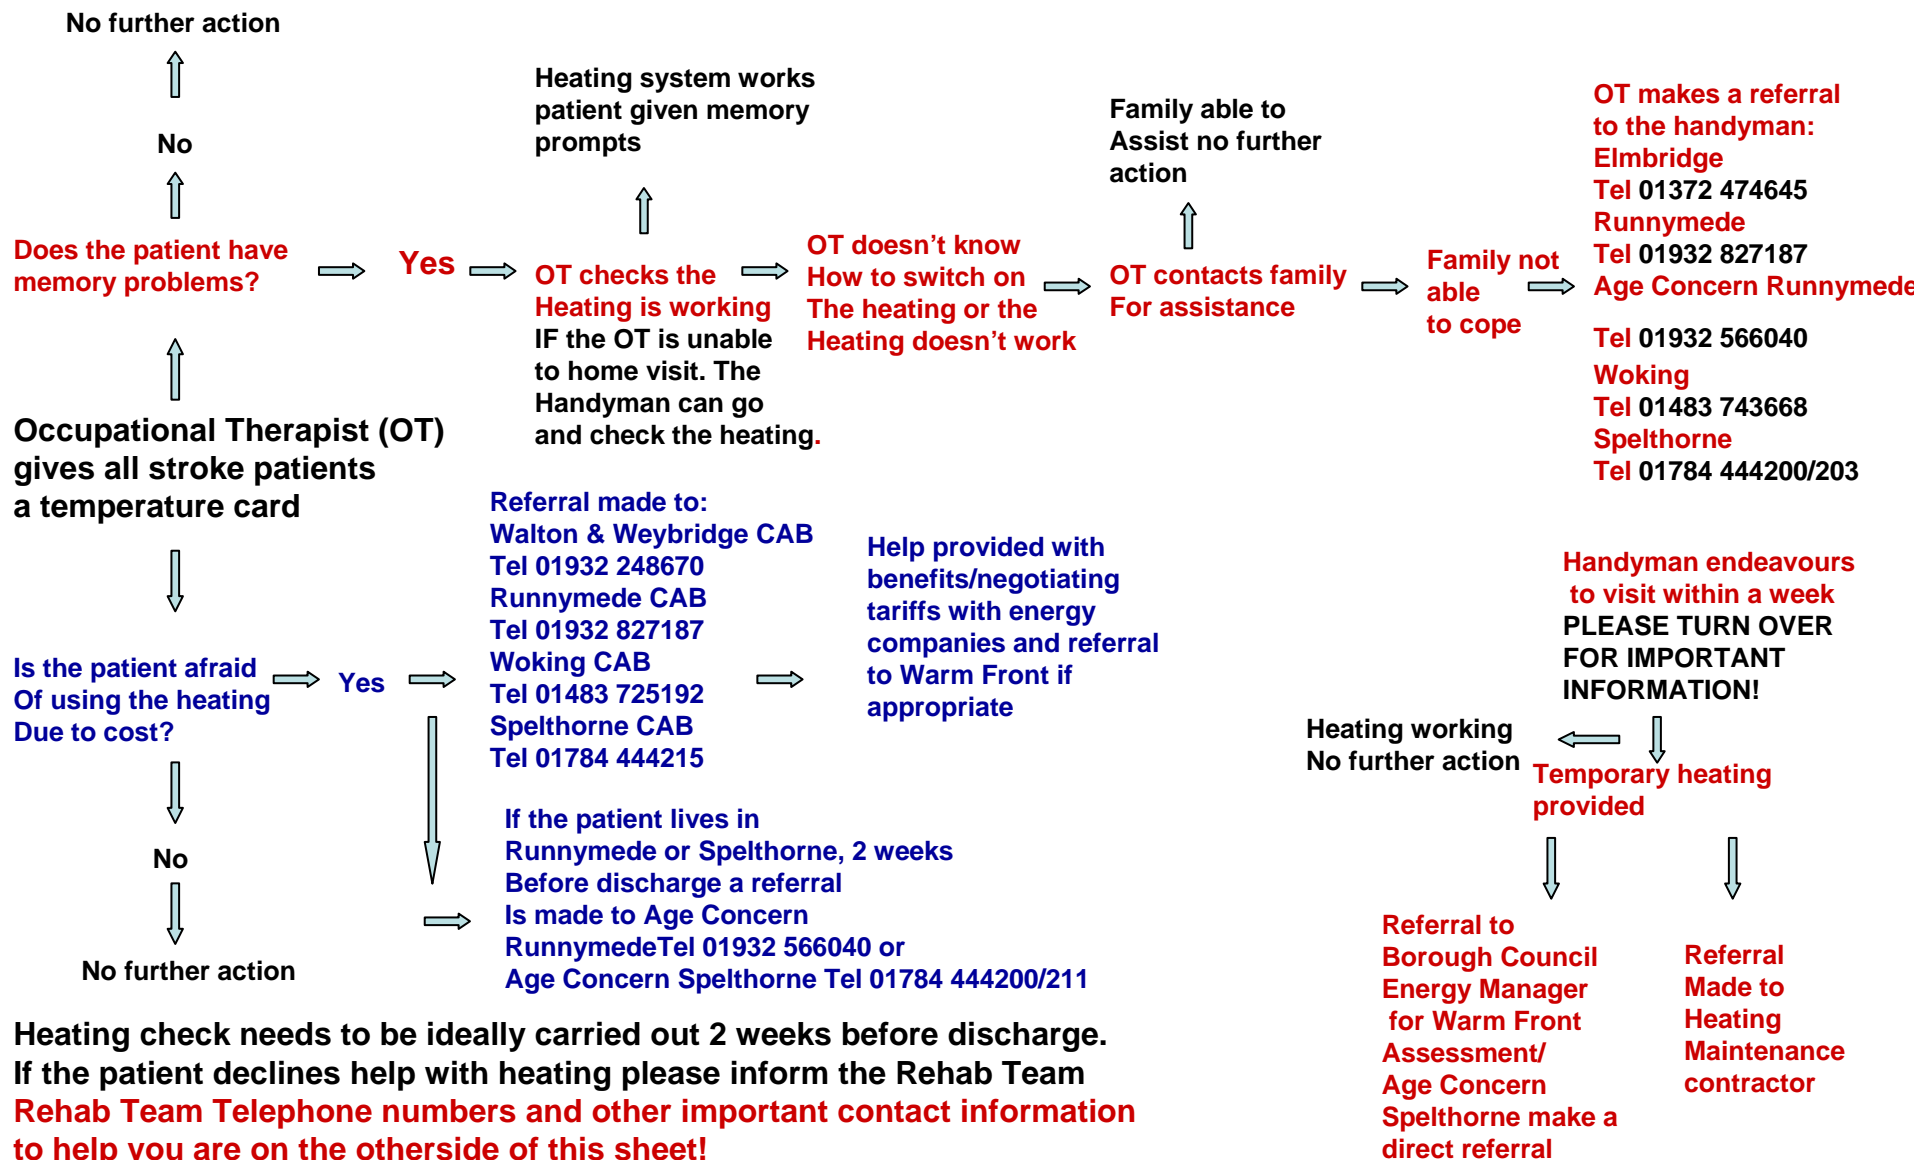 No further action
No
Does the patient have
memory problems?
Yes
Heating system works
patient given memory
prompts
OT checks the
Heating is working
IF the OT is unable
to home visit. The
Handyman can go
and check the heating.
OT doesn't know
How to switch on
The heating or the
Heating doesn't work
Family able to
Assist no further
action
OT contacts family
For assistance
Family not
able
to cope
OT makes a referral
to the handyman:
Elmbridge
Tel 01372 474645
Runnymede
Tel 01932 827187
Age Concern Runnymede
Tel 01932 566040
Woking
Tel 01483 743668
Spelthorne
Tel 01784 444200/203
Occupational Therapist (OT)
gives all stroke patients
a temperature card
Is the patient afraid
Of using the heating
Due to cost?
Yes
Referral made to:
Walton & Weybridge CAB
Tel 01932 248670
Runnymede CAB
Tel 01932 827187
Woking CAB
Tel 01483 725192
Spelthorne CAB
Tel 01784 444215
Help provided with
benefits/negotiating
tariffs with energy
companies and referral
to Warm Front if
appropriate
If the patient lives in
Runnymede or Spelthorne, 2 weeks
Before discharge a referral
Is made to Age Concern
RunnymedeTel 01932 566040 or
Age Concern Spelthorne Tel 01784 444200/211
No
No further action
Handyman endeavours
to visit within a week
PLEASE TURN OVER
FOR IMPORTANT
INFORMATION!
Heating working
No further action
Temporary heating
provided
Referral to
Borough Council
Energy Manager
for Warm Front
Assessment/
Age Concern
Spelthorne make a
direct referral
Referral
Made to
Heating
Maintenance
contractor
Heating check needs to be ideally carried out 2 weeks before discharge.
If the patient declines help with heating please inform the Rehab Team
Rehab Team Telephone numbers and other important contact information
to help you are on the otherside of this sheet!